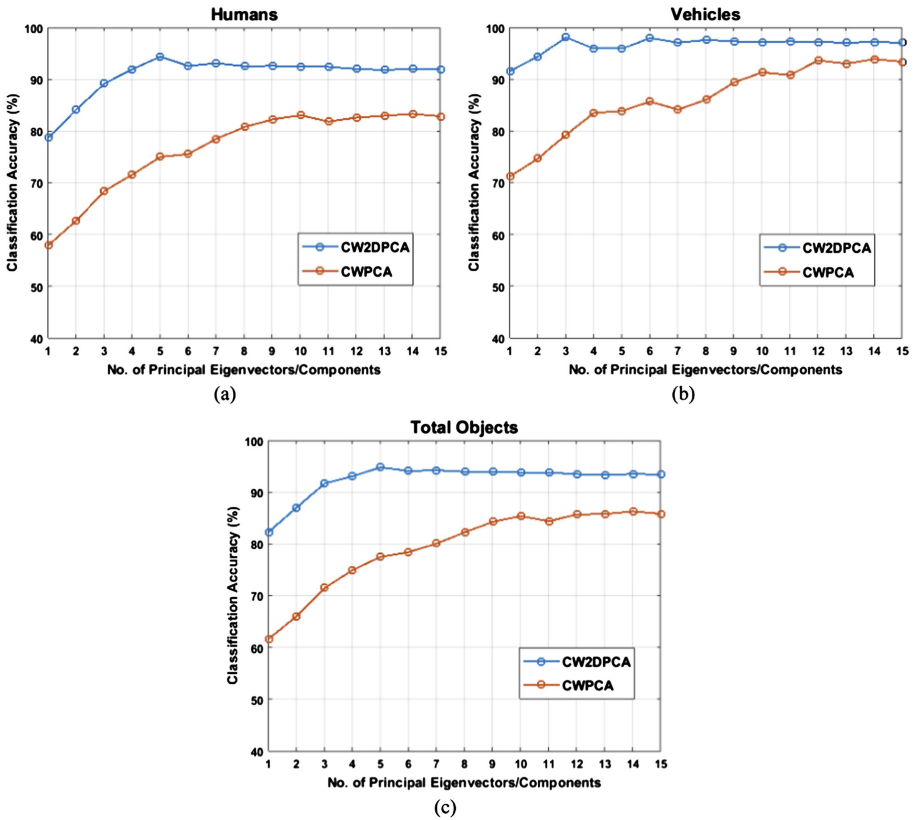 Humans
Classification Accuracy (%)
100
90
80
70
60
50
40
CW2DPCA
CWPCA
1 2 3 4 5 6 7 8 9 10 11 12 13 14 15
No. of Principal Eigenvectors/Components
(a)
Vehicles
Classification Accuracy (%)
100
90
80
70
60
50
40
CW2DPCA
CWPCA
1 2 3 4 5 6 7 8 9 10 11 12 13 14 15
No. of Principal Eigenvectors/Components
(b)
Total Objects
Classification Accuracy (%)
100
90
80
70
60
50
40
CW2DPCA
CWPCA
1 2 3 4 5 6 7 8 9 10 11 12 13 14 15
No. of Principal Eigenvectors/Components
(c)